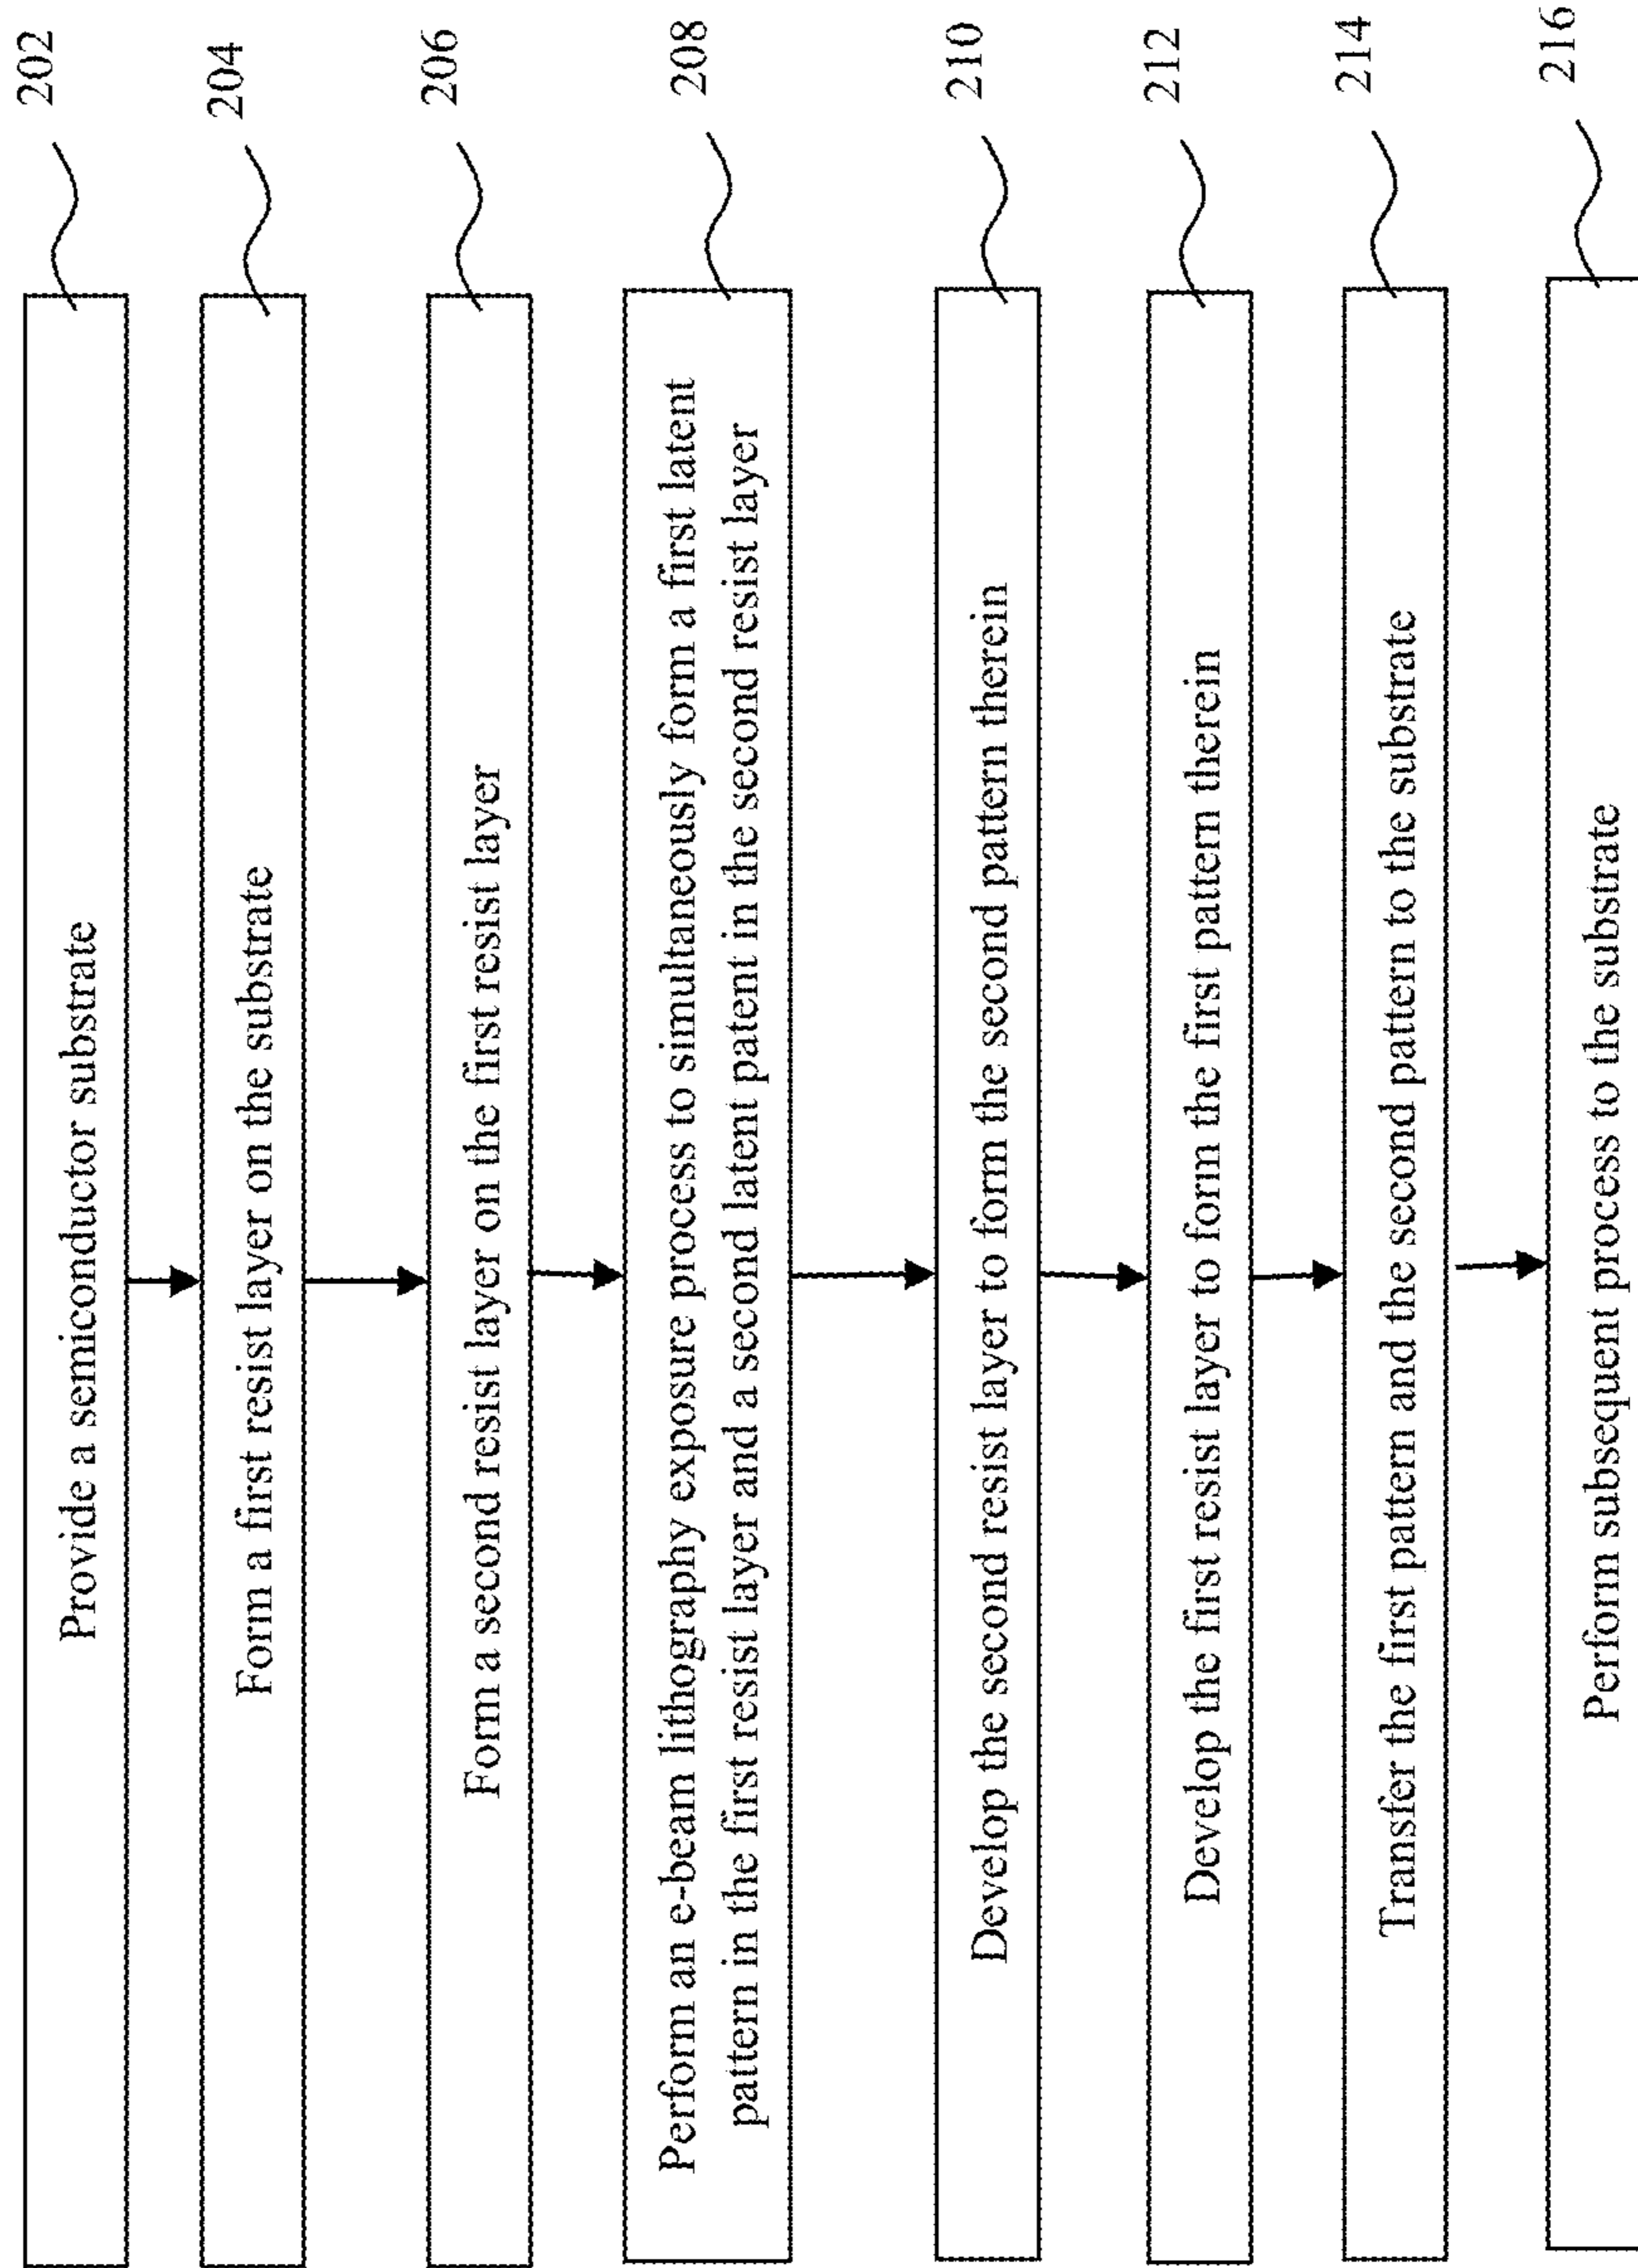 Provide a semiconductor substrate
202
Form a first resist layer on the substrate
204
Form a second resist layer on the first resist layer
206
Perform an e-beam lithography exposure process to simultaneously form a first latent
pattern in the first resist layer and a second latent patent in the second resist layer
208
Develop the second resist layer to form the second pattern therein
210
Develop the first resist layer to form the first pattern therein
212
Transfer the first pattern and the second pattern to the substrate
214
Perform subsequent process to the substrate
216